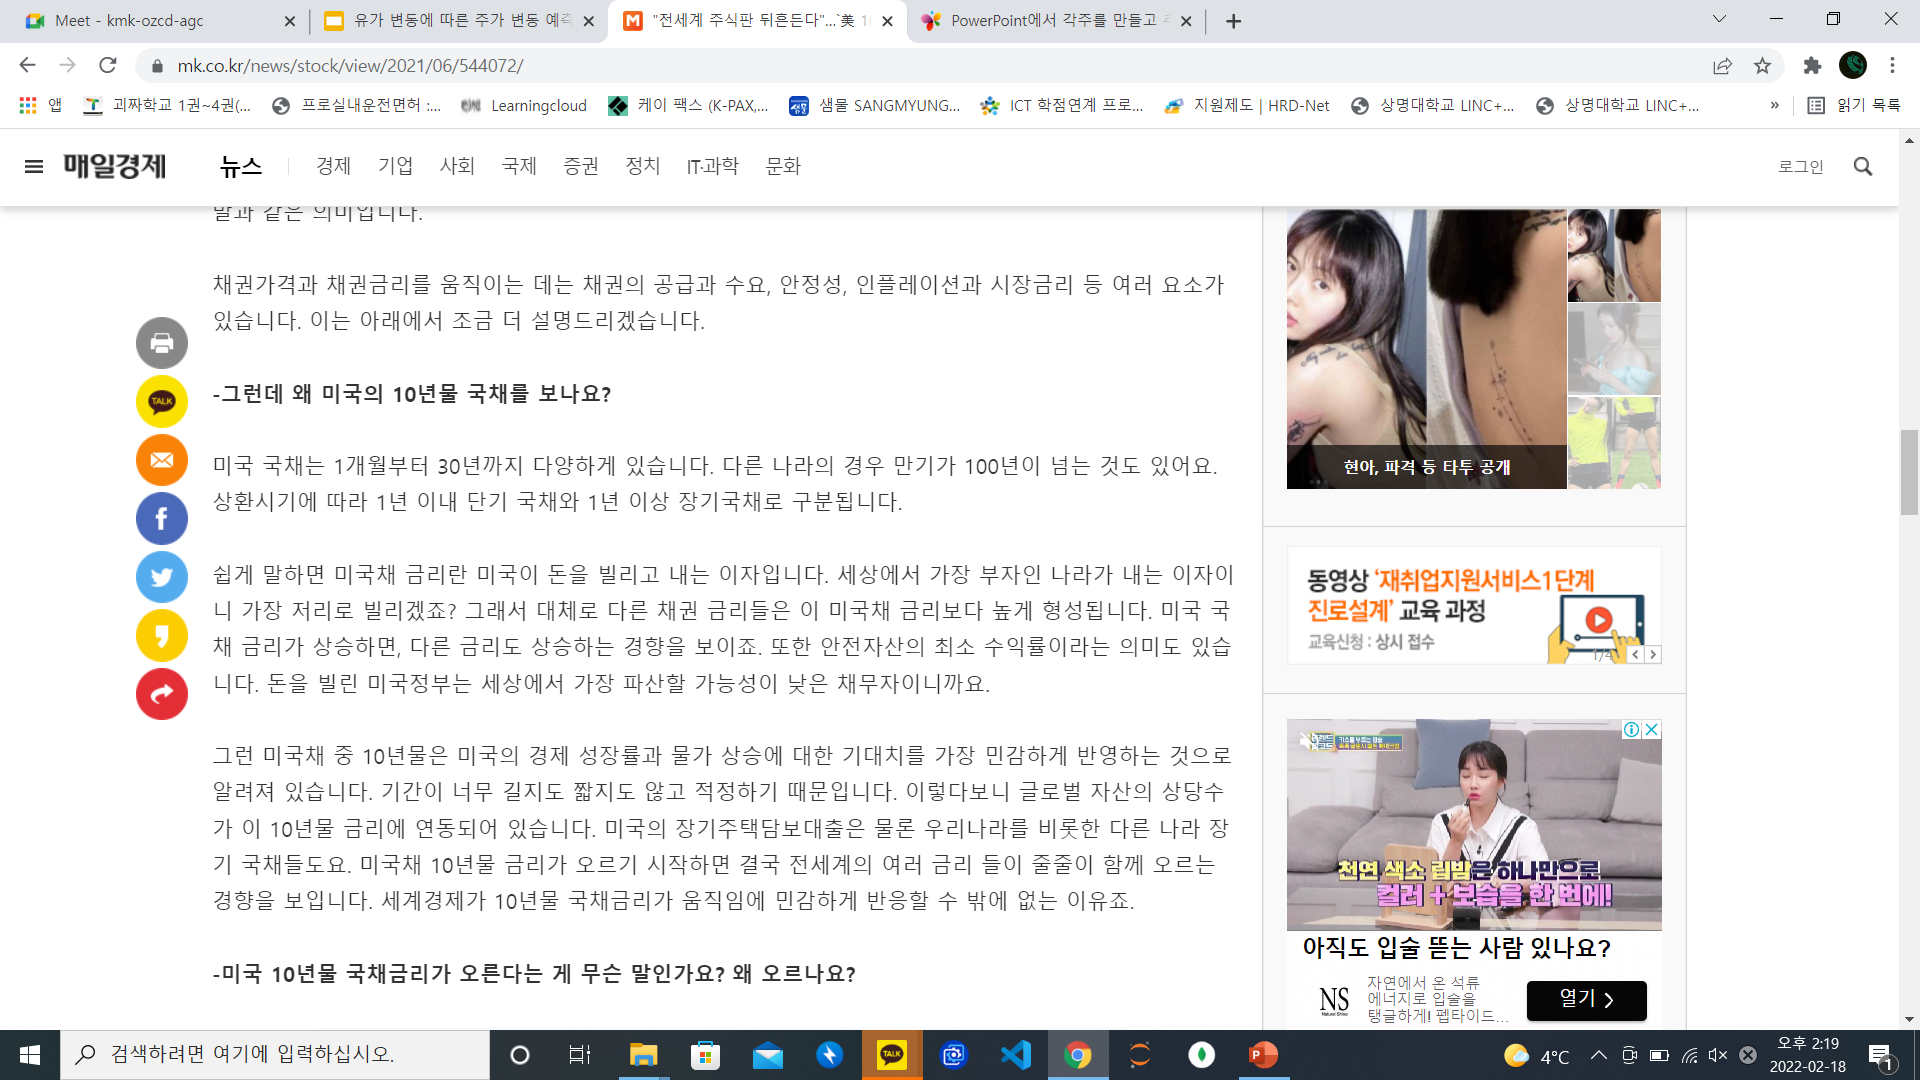 Meet - kmk-ozcd-agc
유가 변동에 따른 주가 변동 예측
"전세계 주식판 뒤흔든다"...`美 10
PowerPoint에서 각주를 만들고
mk.co.kr/news/stock/view/2021/06/544072/
앱
괴짜학교 1권~4권(...
프로실내운전면허 :...
Learningcloud
케이 팩스 (K-PAX,...
샘물 SANGMYUNG...
ICT 학점연계 프로...
지원제도 | HRD-Net
상명대학교 LINC+...
상명대학교 LINC+...
»
읽기 목록
매일경제
뉴스
경제
기업
사회
국제
증권
정치
IT·과학
문화
로그인
말과 같은 의미입니다.
채권가격과 채권금리를 움직이는 데는 채권의 공급과 수요, 안정성, 인플레이션과 시장금리 등 여러 요소가
있습니다. 이는 아래에서 조금 더 설명드리겠습니다.
-그런데 왜 미국의 10년물 국채를 보나요?
미국 국채는 1개월부터 30년까지 다양하게 있습니다. 다른 나라의 경우 만기가 100년이 넘는 것도 있어요.
상환시기에 따라 1년 이내 단기 국채와 1년 이상 장기국채로 구분됩니다.
쉽게 말하면 미국채 금리란 미국이 돈을 빌리고 내는 이자입니다. 세상에서 가장 부자인 나라가 내는 이자이
니 가장 저리로 빌리겠죠? 그래서 대체로 다른 채권 금리들은 이 미국채 금리보다 높게 형성됩니다. 미국 국
채 금리가 상승하면, 다른 금리도 상승하는 경향을 보이죠. 또한 안전자산의 최소 수익률이라는 의미도 있습
니다. 돈을 빌린 미국정부는 세상에서 가장 파산할 가능성이 낮은 채무자이니까요.
그런 미국채 중 10년물은 미국의 경제 성장률과 물가 상승에 대한 기대치를 가장 민감하게 반영하는 것으로
알려져 있습니다. 기간이 너무 길지도 짧지도 않고 적정하기 때문입니다. 이렇다보니 글로벌 자산의 상당수
가 이 10년물 금리에 연동되어 있습니다. 미국의 장기주택담보대출은 물론 우리나라를 비롯한 다른 나라 장
기 국채들도요. 미국채 10년물 금리가 오르기 시작하면 결국 전세계의 여러 금리 들이 줄줄이 함께 오르는
경향을 보입니다. 세계경제가 10년물 국채금리가 움직임에 민감하게 반응할 수 밖에 없는 이유죠.
-미국 10년물 국채금리가 오른다는 게 무슨 말인가요? 왜 오르나요?
TALK
현아, 파격 등 타투 공개
동영상 '재취업지원서비스1단계
진로설계' 교육 과정
교육신청 : 상시 접수
1/4
천연 색소 립밤은 하나만으로
컬러 + 보습을 한 번에!
아직도 입술 뜯는 사람 있나요?
NS
Natural Shine
자연에서 온 석류
에너지로 입술을
탱글하게! 펩타이드...
열기
검색하려면 여기에 입력하십시오.
TALK
4°C
오후 2:19
2022-02-18
1